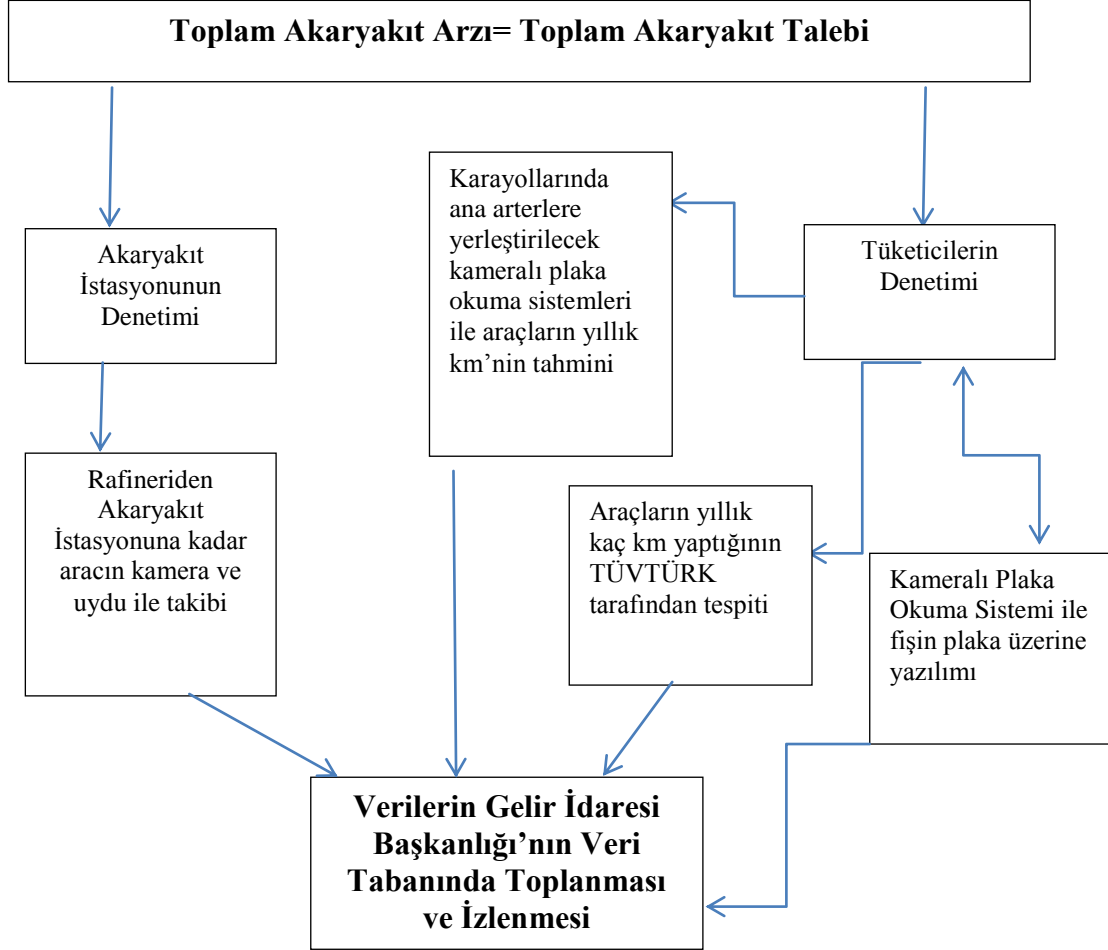 Toplam Akaryakıt Arzı= Toplam Akaryakıt Talebi
Karayollarında
ana arterlere
yerleştirilecek
kameralı plaka
okuma sistemleri
ile araçların yıllık
km’nin tahmini
Akaryakıt
İstasyonunun
Denetimi
Tüketicilerin
Denetimi
Rafineriden
Akaryakıt
İstasyonuna kadar
aracın kamera ve
uydu ile takibi
Araçların yıllık
kaç km yaptığının
TÜVTÜRK
tarafından tespiti
Kameralı Plaka
Okuma Sistemi ile
fişin plaka üzerine
yazılımı
Verilerin Gelir İdaresi
Başkanlığı’nın Veri
Tabanında Toplanması
ve İzlenmesi